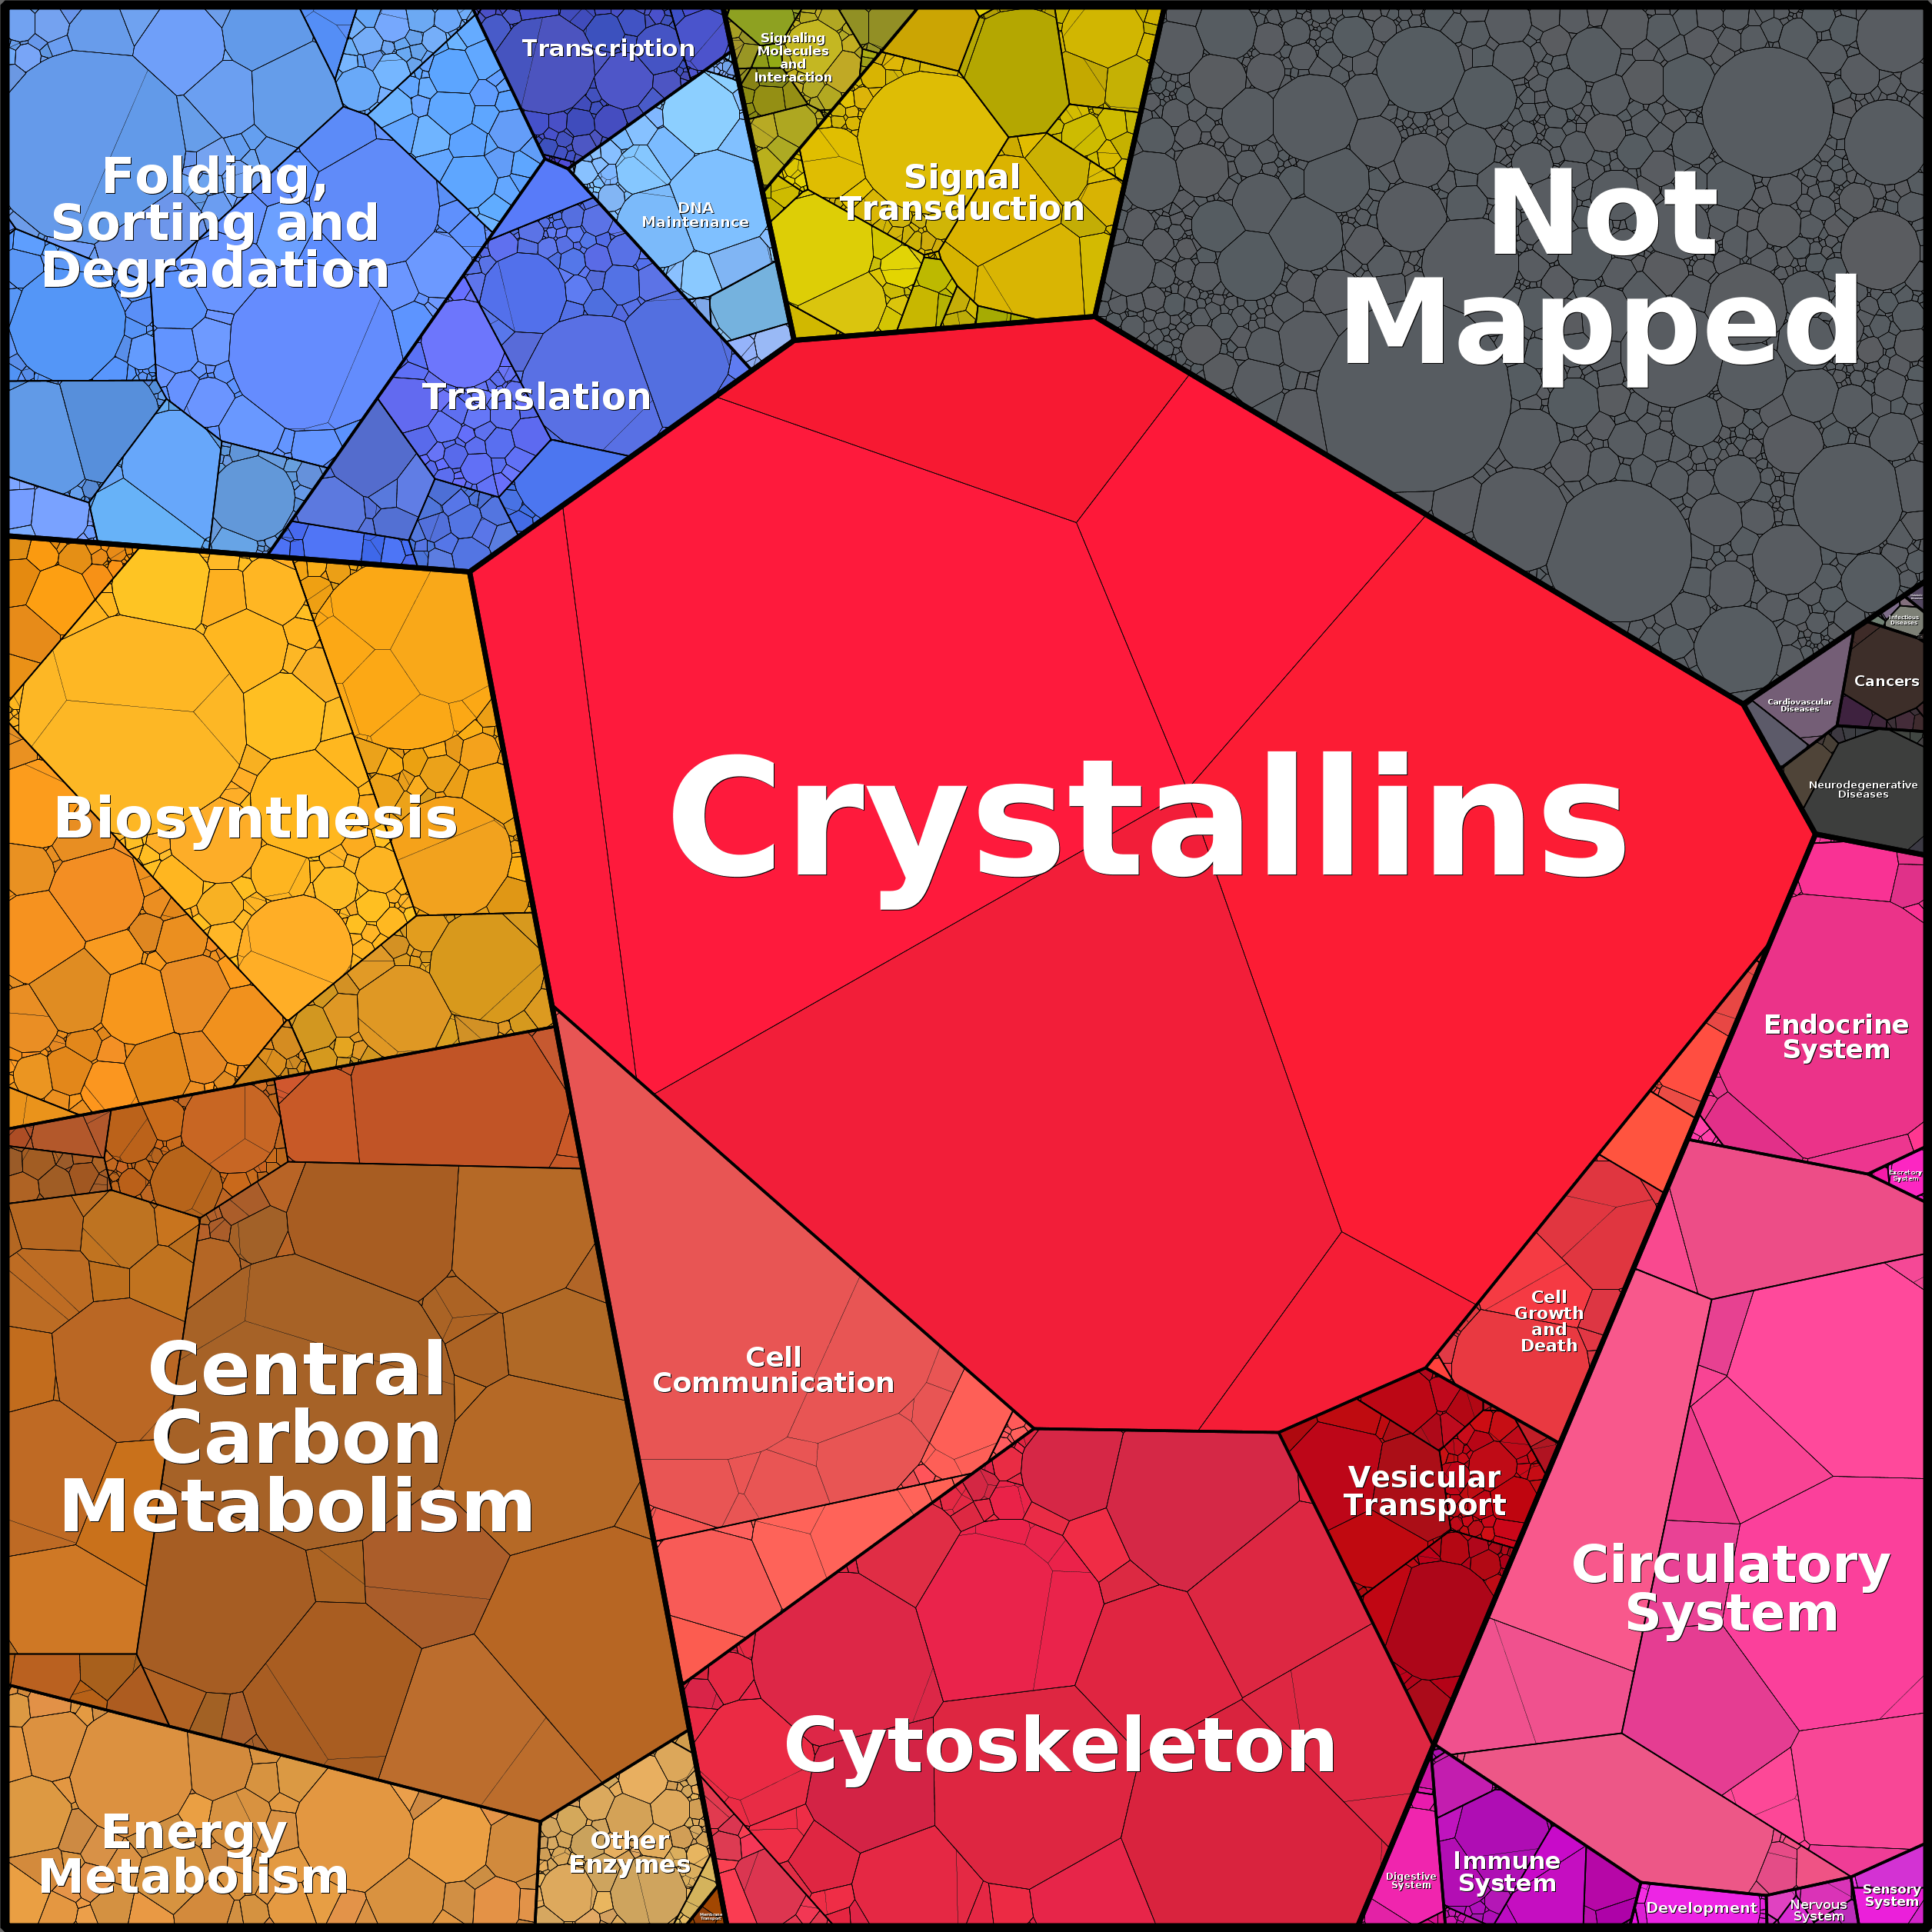 Transcription
Signaling
Molecules
and
Interaction
Folding,
Sorting and
Degradation
DNA
Maintenance
Signal
Transduction
Not
Mapped
Translation
Infectious
Diseases
Cancers
Cardiovascular
Diseases
Neurodegenerative
Diseases
Biosynthesis
Crystallins
Endocrine
System
Excretory
System
Cell
Growth
and
Death
Cell
Communication
Central
Carbon
Metabolism
Vesicular
Transport
Circulatory
System
Cytoskeleton
Energy
Metabolism
Other
Enzymes
Membrane
Transport
Digestive
System
Immune
System
Development
Nervous
System
Sensory
System